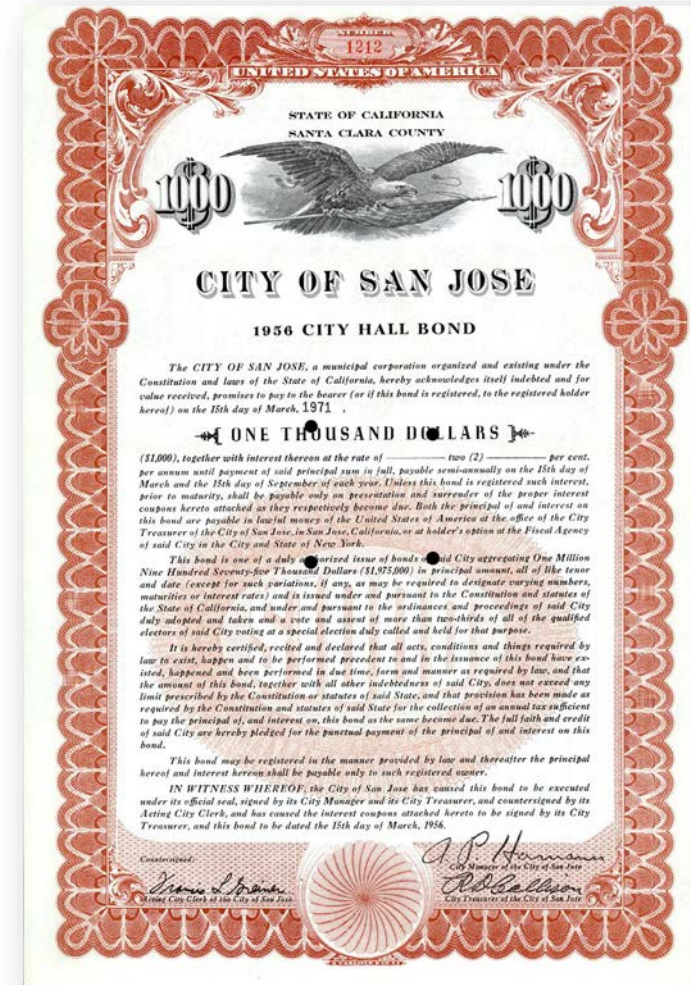 NUMBER
1212
UNITED STATES OF AMERICA
STATE OF CALIFORNIA
SANTA CLARA COUNTY
$1000 $1000
CITY OF SAN JOSE
1956 CITY HALL BOND
The CITY OF SAN JOSE, a municipal corporation organized and existing under the
Constitution and laws of the State of California, hereby acknowledges itself indebted and for
value received, promises to pay to the bearer (or if this bond is registered, to the registered holder
hereof) on the 15th day of March, 1971 .
ONE THOUSAND DOLLARS
($1,000), together with interest thereon at the rate of ——— two (2) ——— per cent.
per annum until payment of said principal sum in full, payable semi-annually on the 15th day of
March and the 15th day of September of each year. Unless this bond is registered such interest,
prior to maturity, shall be payable only on presentation and surrender of the proper interest
coupons hereto attached as they respectively become due. Both the principal of and interest on
this bond are payable in lawful money of the United States of America at the office of the City
Treasurer of the City of San Jose, in San Jose, California, or at holder's option at the Fiscal Agency
of said City in the City and State of New York.
This bond is one of a duly authorized issue of bonds of said City aggregating One Million
Nine Hundred Seventy-five Thousand Dollars ($1,975,000) in principal amount, all of like tenor
and date (except for such variations, if any, as may be required to designate varying numbers,
maturities or interest rates) and is issued under and pursuant to the Constitution and statutes of
the State of California, and under and pursuant to the ordinances and proceedings of said City
duly adopted and taken and a vote and assent of more than two-thirds of all of the qualified
electors of said City voting at a special election duly called and held for that purpose.
It is hereby certified, recited and declared that all acts, conditions and things required by
law to exist, happen and to be performed precedent to and in the issuance of this bond have ex-
isted, happened and been performed in due time, form and manner as required by law, and that
the amount of this bond, together with all other indebtedness of said City, does not exceed any
limit prescribed by the Constitution or statutes of said State, and that provision has been made as
required by the Constitution and statutes of said State for the collection of an annual tax sufficient
to pay the principal of, and interest on, this bond as the same become due. The full faith and credit
of said City are hereby pledged for the punctual payment of the principal of and interest on this
bond.
This bond may be registered in the manner provided by law and thereafter the principal
hereof and interest hereon shall be payable only to such registered owner.
IN WITNESS WHEREOF, the City of San Jose has caused this bond to be executed
under its official seal, signed by its City Manager and its City Treasurer, and countersigned by its
Acting City Clerk, and has caused the interest coupons attached hereto to be signed by its City
Treasurer, and this bond to be dated the 15th day of March, 1956.
Countersigned:
A. P. Hamann
City Manager of the City of San Jose
Francis L. Greiner
Acting City Clerk of the City of San Jose
R. B. Callison
City Treasurer of the City of San Jose